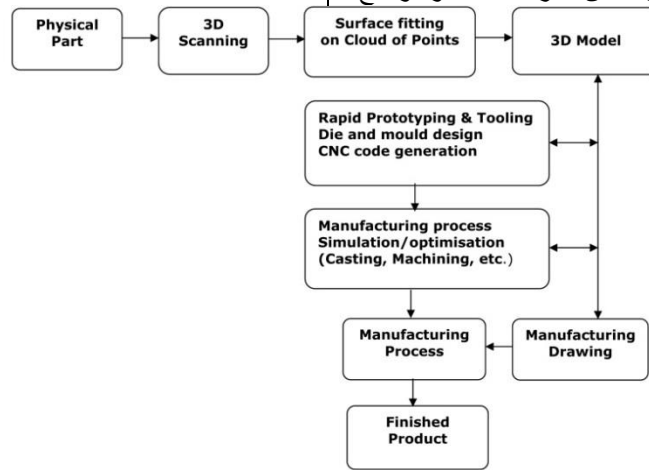 Physical
Part
3D
Scanning
Surface fitting
on Cloud of Points
3D Model
Rapid Prototyping & Tooling
Die and mould design
CNC code generation
Manufacturing process
Simulation/optimisation
(Casting, Machining, etc.)
Manufacturing
Process
Manufacturing
Drawing
Finished
Product